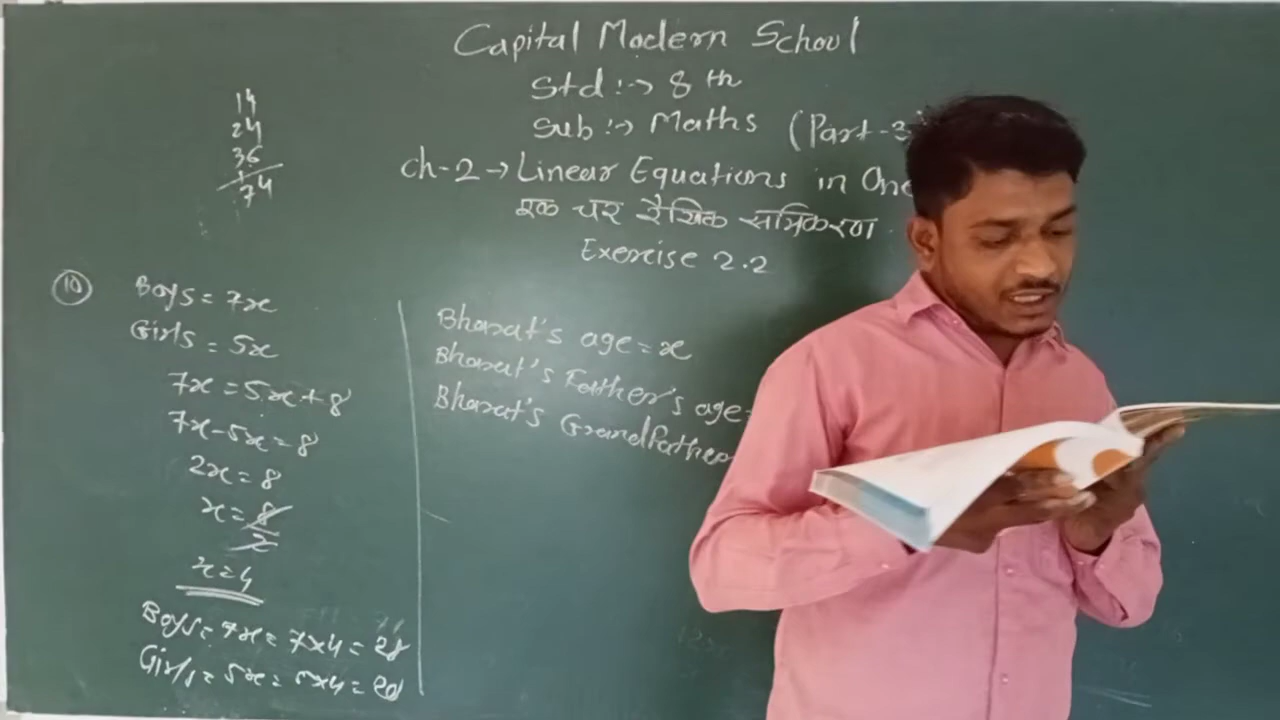 Capital Modern School
Std :-> 8 th
Sub :-> Maths (Part-3
Ch-2 -> Linear Equations in One
एक चर रैखिक समिकरण
Exercise 2.2
14
24
36
74
10
Boys = 7x
Girls = 5x
7x = 5x + 8
7x - 5x = 8
2x = 8
x = 8
2
x = 4
Boys = 7x = 7x4 = 28
Girls = 5x = 5x4 = 20
Bharat's age = x
Bharat's Father's age =
Bharat's Grandfather